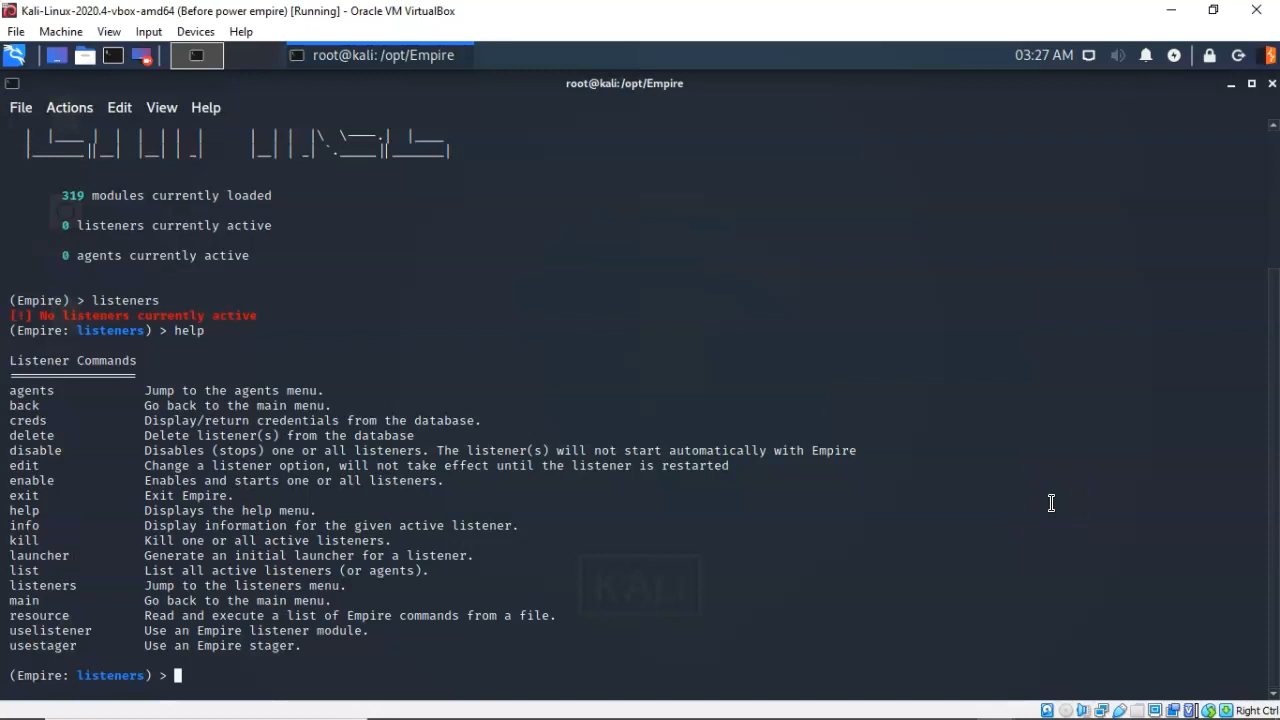 Kali-Linux-2020.4-vbox-amd64 (Before power empire) [Running] - Oracle VM VirtualBox
File Machine View Input Devices Help
root@kali: /opt/Empire
03:27 AM
root@kali:/opt/Empire
File Actions Edit View Help
319 modules currently loaded
0 listeners currently active
0 agents currently active
(Empire) > listeners
[!] No listeners currently active
(Empire: listeners) > help
Listener Commands
=================
agents Jump to the agents menu.
back Go back to the main menu.
creds Display/return credentials from the database.
delete Delete listener(s) from the database
disable Disables (stops) one or all listeners. The listener(s) will not start automatically with Empire
edit Change a listener option, will not take effect until the listener is restarted
enable Enables and starts one or all listeners.
exit Exit Empire.
help Displays the help menu.
info Display information for the given active listener.
kill Kill one or all active listeners.
launcher Generate an initial launcher for a listener.
list List all active listeners (or agents).
listeners Jump to the listeners menu.
main Go back to the main menu.
resource Read and execute a list of Empire commands from a file.
uselistener Use an Empire listener module.
usestager Use an Empire stager.
(Empire: listeners) >
KALI
Right Ctrl